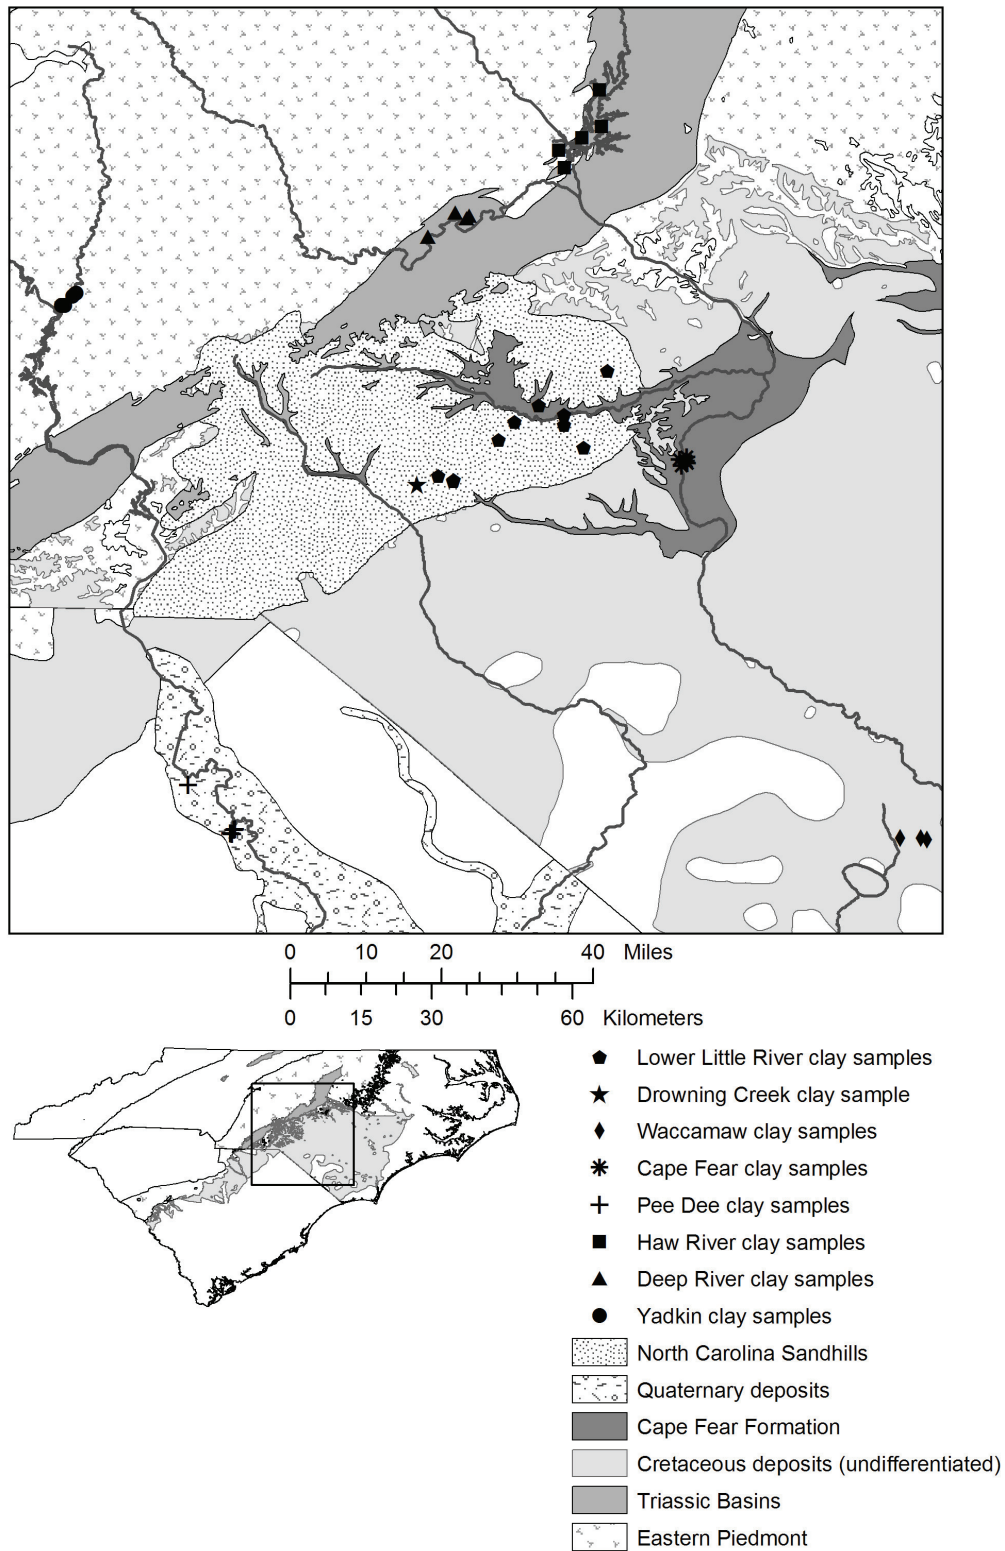 0 10 20 40 Miles
0 15 30 60 Kilometers
Lower Little River clay samples
Drowning Creek clay sample
Waccamaw clay samples
Cape Fear clay samples
Pee Dee clay samples
Haw River clay samples
Deep River clay samples
Yadkin clay samples
North Carolina Sandhills
Quaternary deposits
Cape Fear Formation
Cretaceous deposits (undifferentiated)
Triassic Basins
Eastern Piedmont